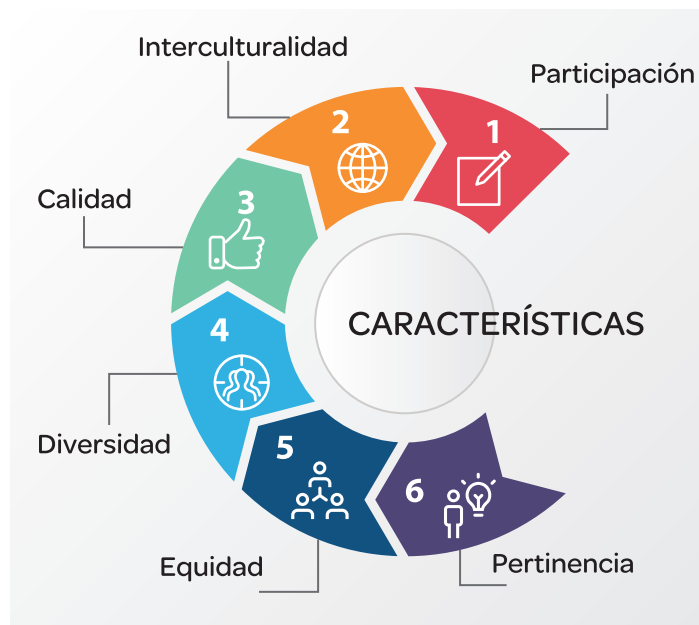 Interculturalidad
Participación
1
2
Calidad
3
CARACTERÍSTICAS
4
Diversidad
5
6
Equidad
Pertinencia